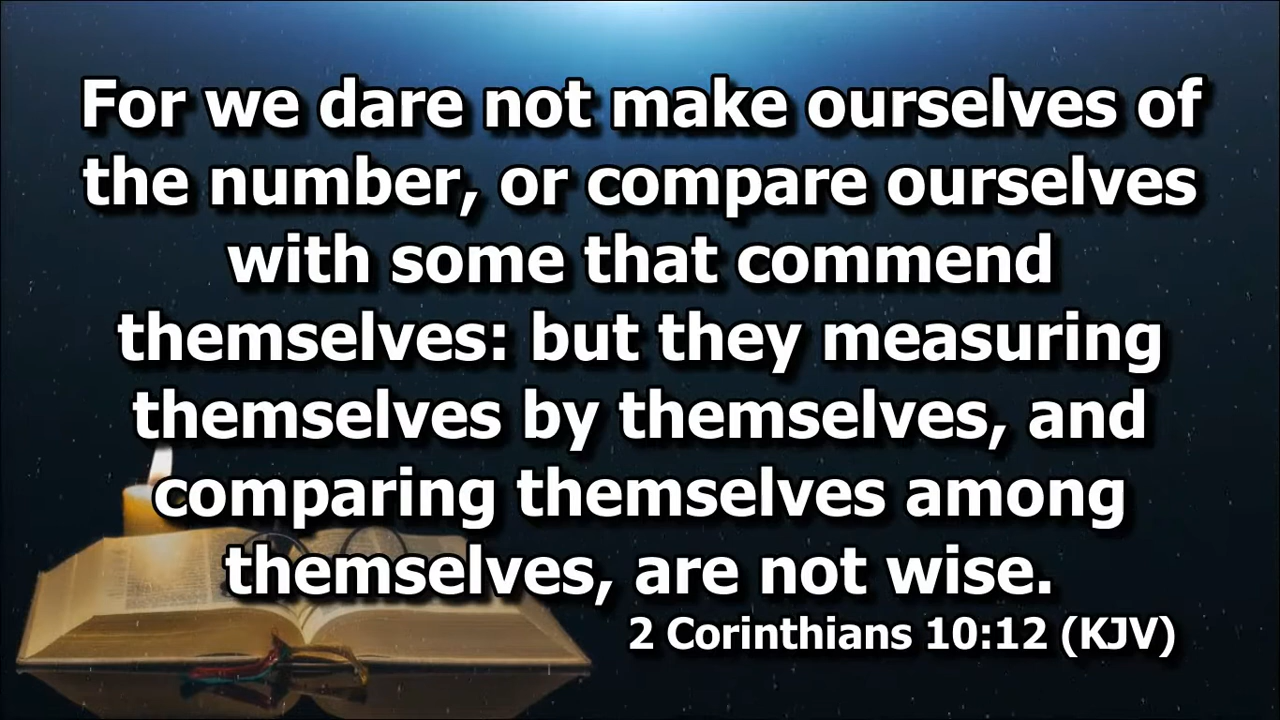 For we dare not make ourselves of
the number, or compare ourselves
with some that commend
themselves: but they measuring
themselves by themselves, and
comparing themselves among
themselves, are not wise.
2 Corinthians 10:12 (KJV)